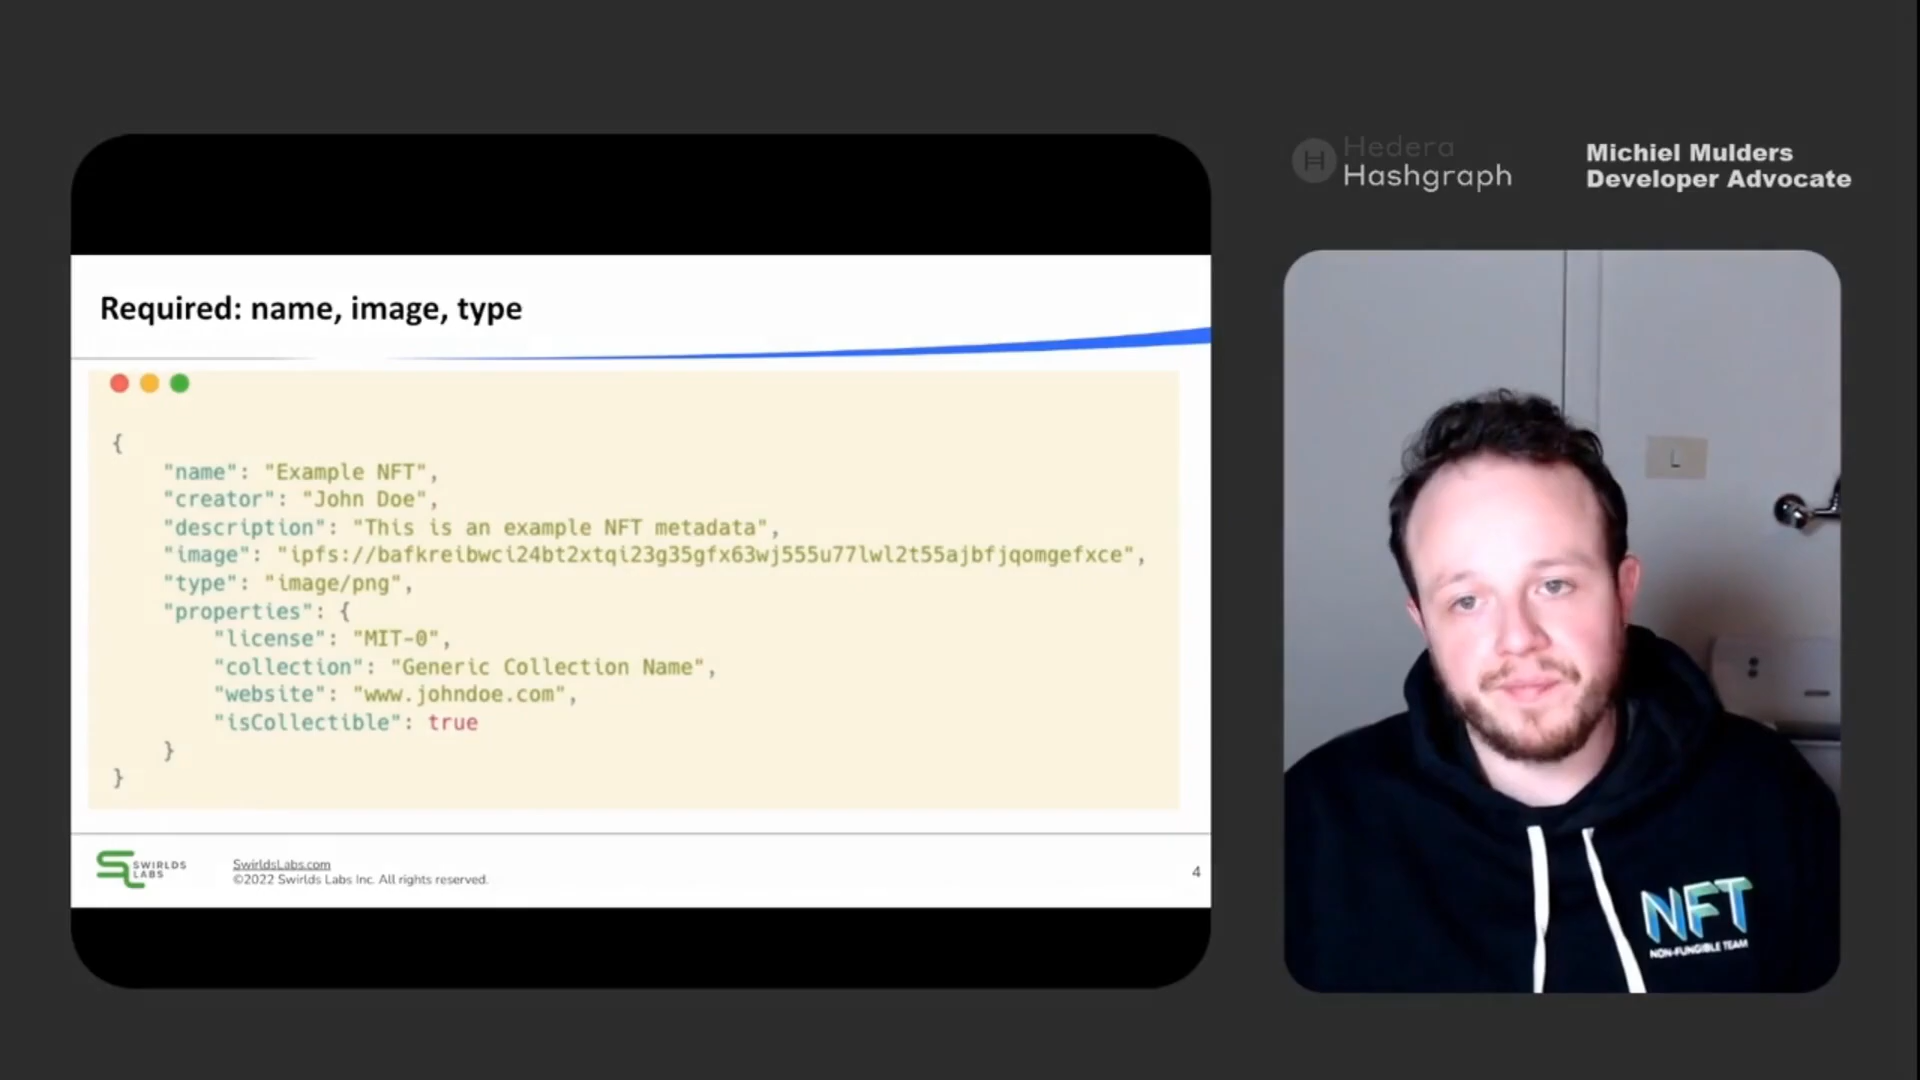 Required: name, image, type
{
"name": "Example NFT",
"creator": "John Doe",
"description": "This is an example NFT metadata",
"image": "ipfs://bafkreibwci24bt2xtqi23g35gfx63wj555u77lwl2t55ajbfjqomgefxce",
"type": "image/png",
"properties": {
"license": "MIT-0",
"collection": "Generic Collection Name",
"website": "www.johndoe.com",
"isCollectible": true
}
}
SWIRLDS
LABS
SwirldsLabs.com
©2022 Swirlds Labs Inc. All rights reserved.
4
H
Hedera
Hashgraph
Michiel Mulders
Developer Advocate
NFT
NON-FUNGIBLE TEAM